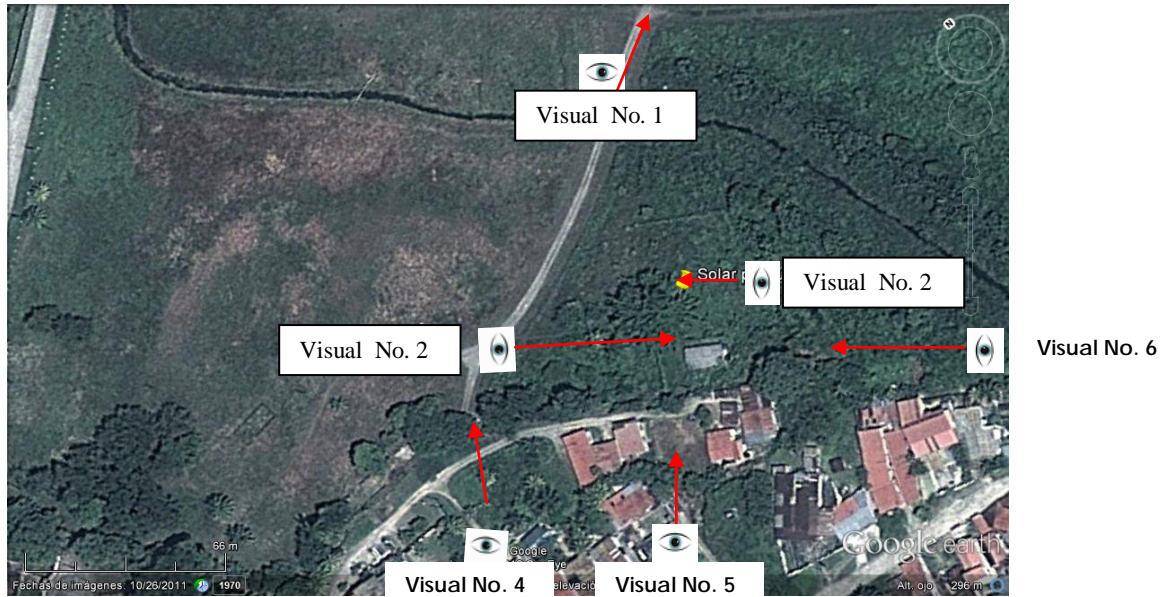 N
Visual No. 1
Solar p
Visual No. 2
Visual No. 2
Visual No. 6
66 m
Google
Google earth
Fechas de imágenes: 10/26/2011 1970
Alt. ojo 296 m
Visual No. 4
Visual No. 5